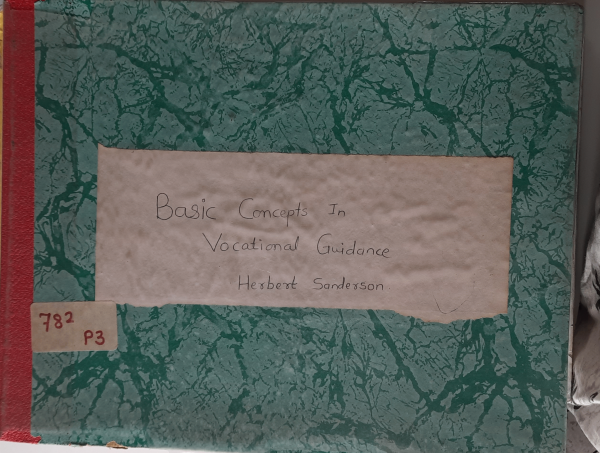 Basic Concepts In
Vocational Guidance
Herbert Sanderson
782
P3